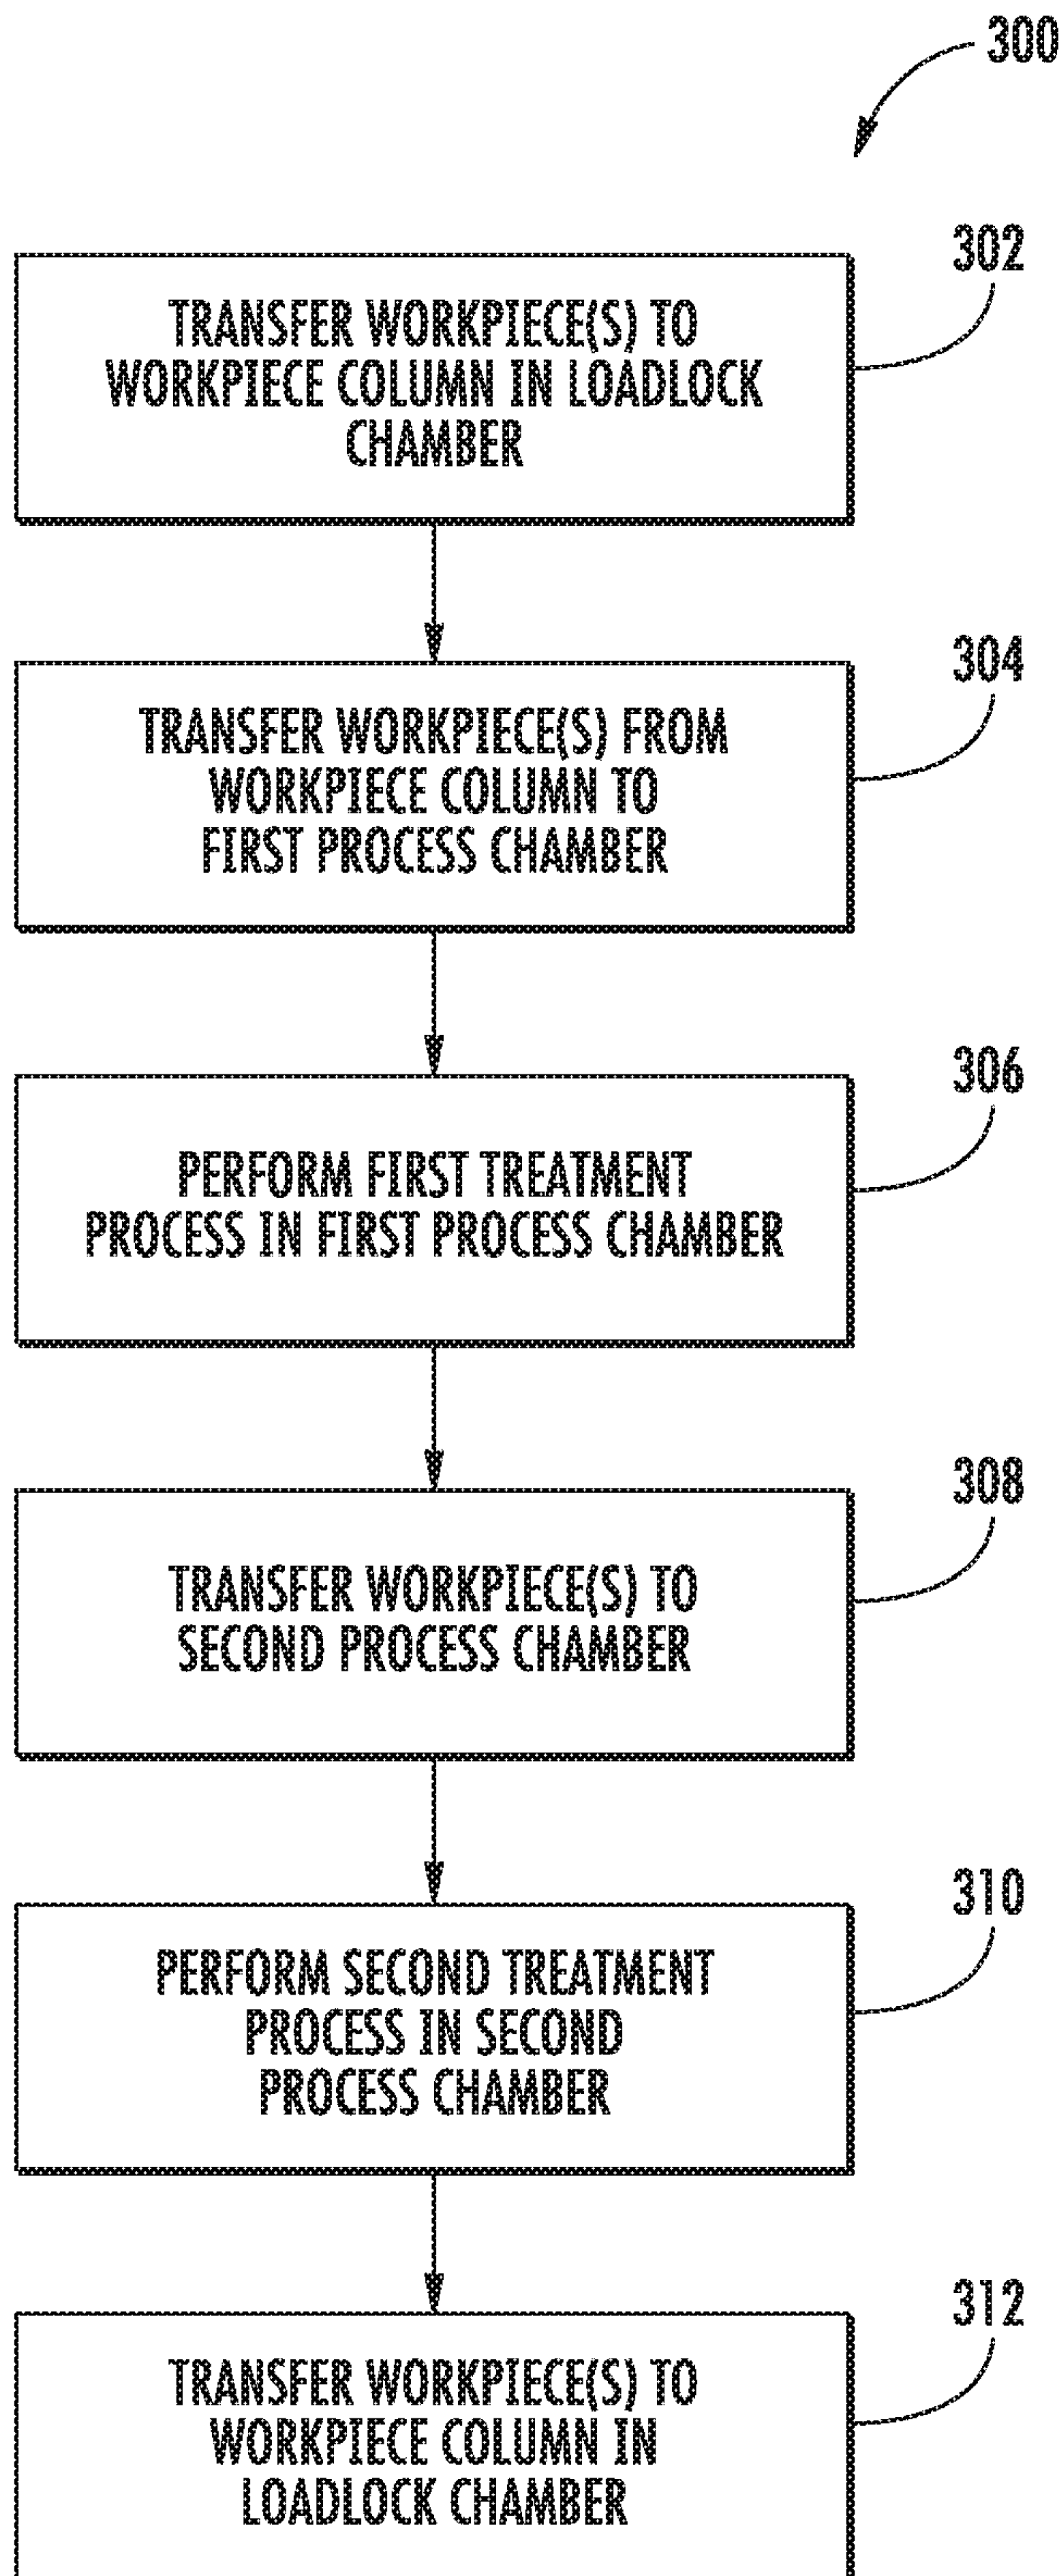 300
302
TRANSFER WORKPIECE(S) TO
WORKPIECE COLUMN IN LOADLOCK
CHAMBER
304
TRANSFER WORKPIECE(S) FROM
WORKPIECE COLUMN TO
FIRST PROCESS CHAMBER
306
PERFORM FIRST TREATMENT
PROCESS IN FIRST PROCESS CHAMBER
308
TRANSFER WORKPIECE(S) TO
SECOND PROCESS CHAMBER
310
PERFORM SECOND TREATMENT
PROCESS IN SECOND
PROCESS CHAMBER
312
TRANSFER WORKPIECE(S) TO
WORKPIECE COLUMN IN
LOADLOCK CHAMBER